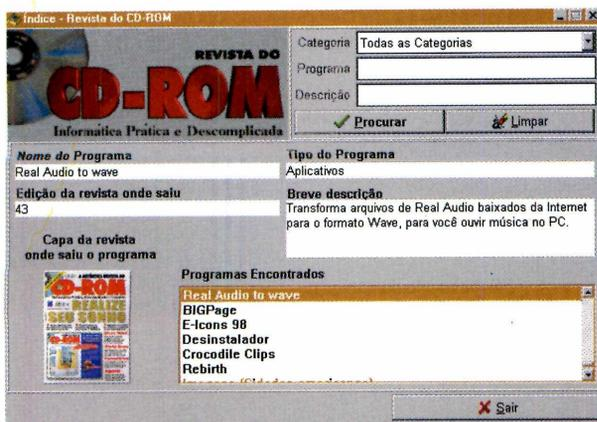 Índice - Revista do CD-ROM
REVISTA DO
CD-ROM
Informática Prática e Descomplicada
Categoria Todas as Categorias
Programa
Descrição
Procurar Limpar
Nome do Programa
Real Audio to wave
Tipo do Programa
Aplicativos
Edição da revista onde saiu
43
Breve descrição
Transforma arquivos de Real Audio baixados da Internet
para o formato Wave, para você ouvir música no PC.
Capa da revista
onde saiu o programa
CD-ROM
REALIZE
SEU SONHO
Programas Encontrados
Real Audio to wave
BIGPage
E-Icons 98
Desinstalador
Crocodile Clips
Rebirth
Sair